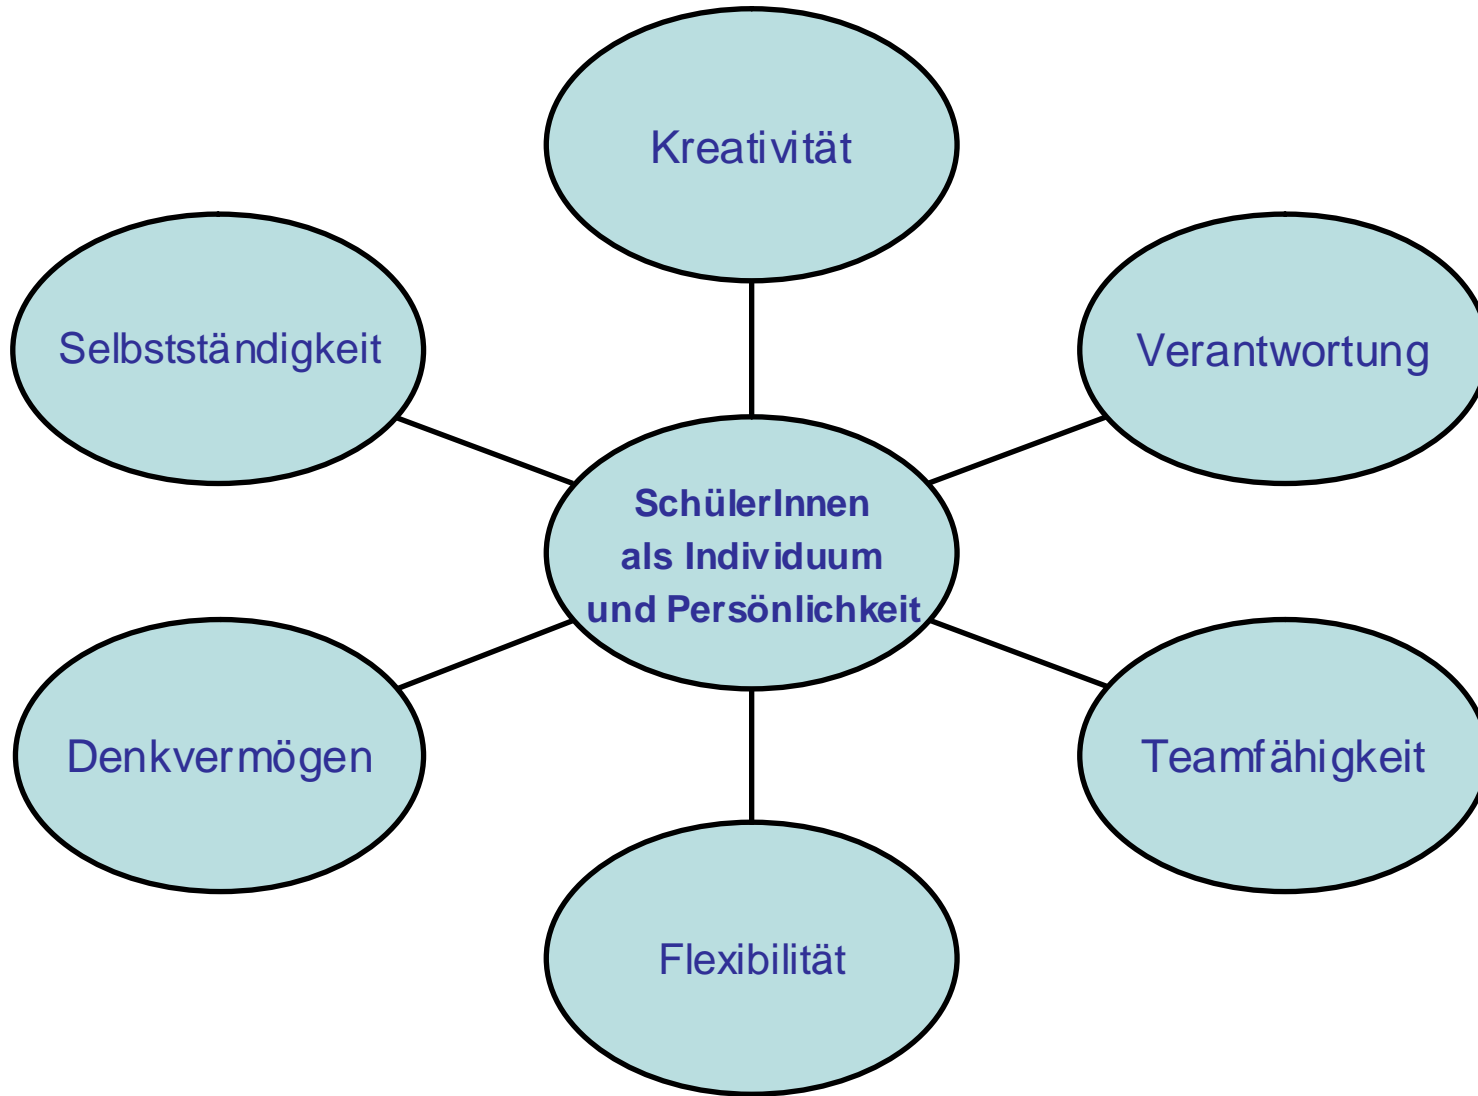 Kreativität
Selbstständigkeit
Verantwortung
SchülerInnen
als Individuum
und Persönlichkeit
Denkvermögen
Teamfähigkeit
Flexibilität